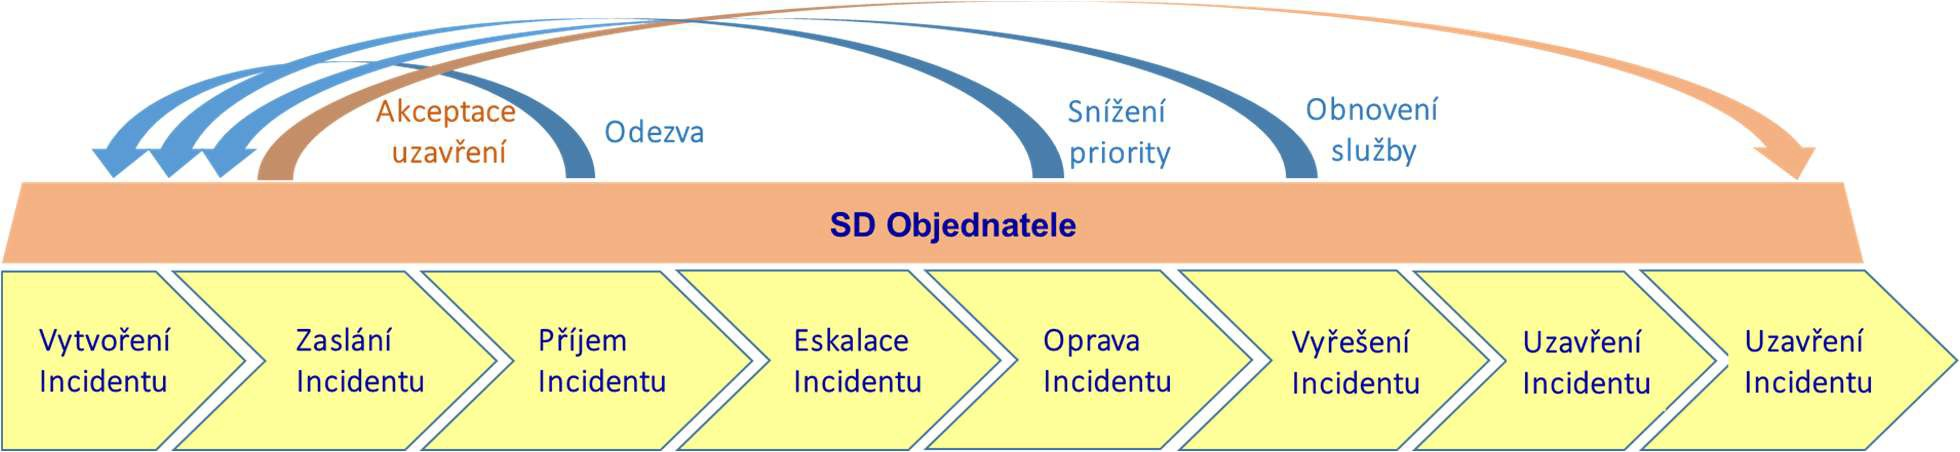 Akceptace
uzavření
Odezva
Snížení
priority
Obnovení
služby
SD Objednatele
Vytvoření
Incidentu
Zaslání
Incidentu
Příjem
Incidentu
Eskalace
Incidentu
Oprava
Incidentu
Vyřešení
Incidentu
Uzavření
Incidentu
Uzavření
Incidentu